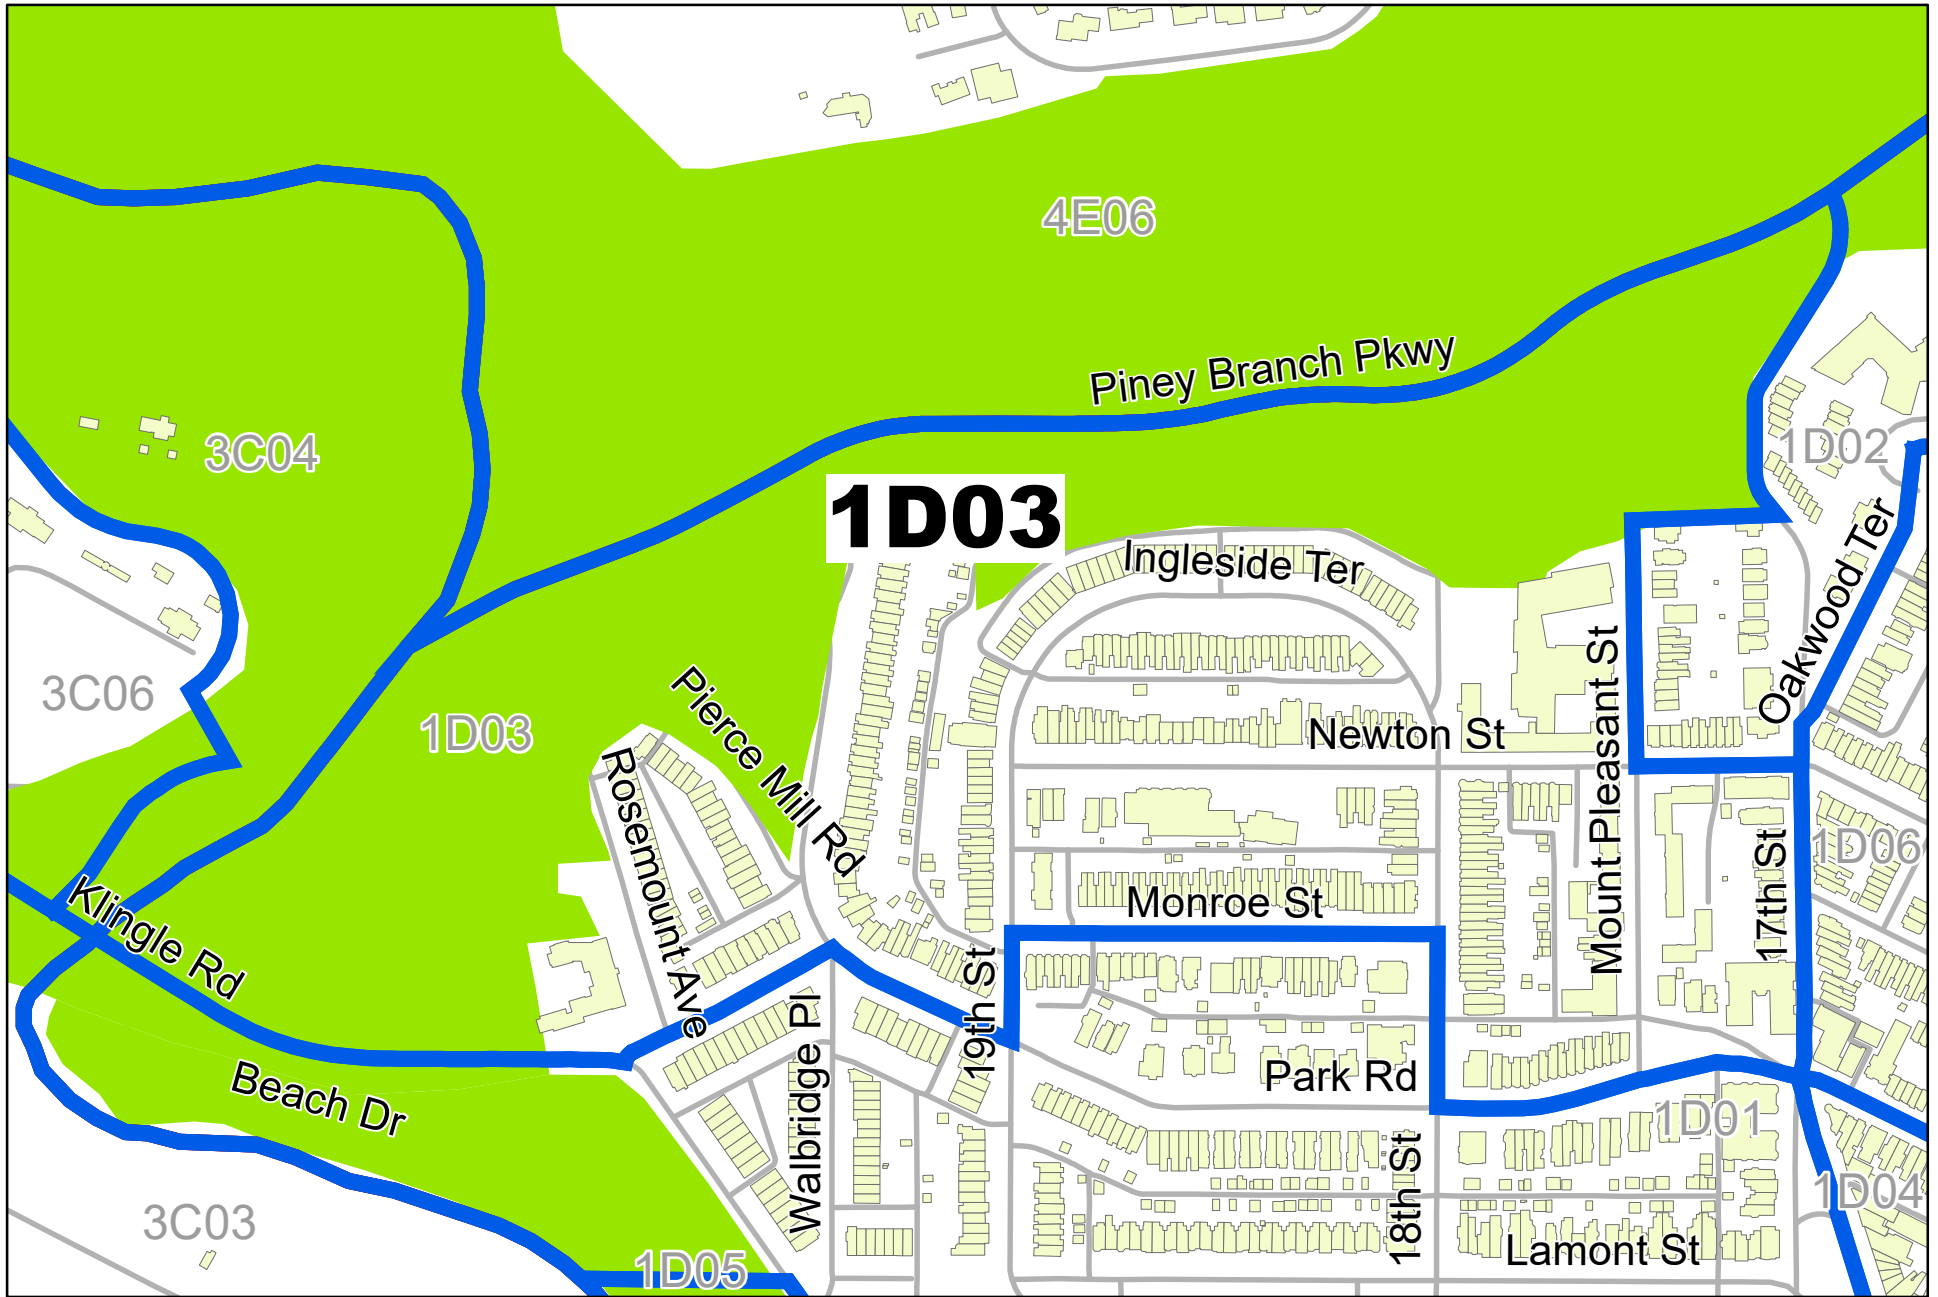 4E06
Piney Branch Pkwy
3C04
1D02
1D03
Ingleside Ter
Oakwood Ter
3C06
1D03
Pierce Mill Rd
Newton St
Mount Pleasant St
Rosemount Ave
17th St
1D06
Monroe St
Klingle Rd
19th St
Walbridge Pl
Beach Dr
Park Rd
1D01
18th St
1D04
3C03
1D05
Lamont St